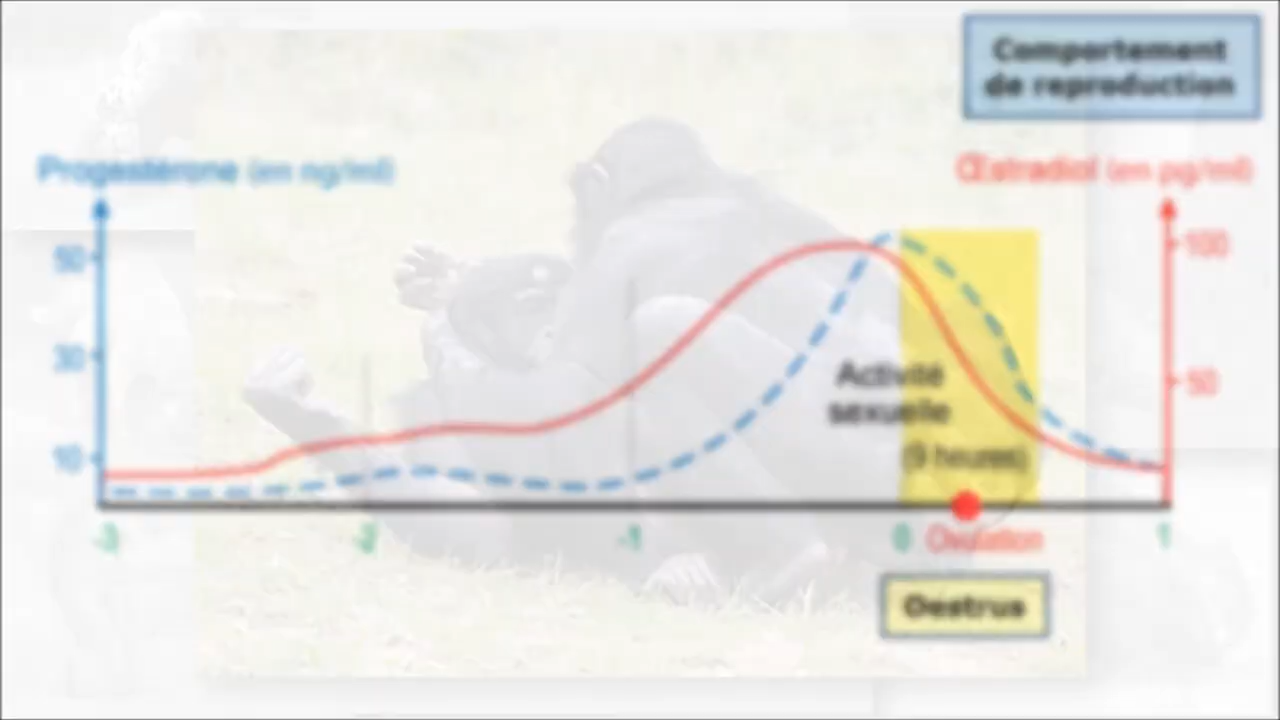 Comportement
de reproduction
Progestérone (en ng/ml)
Œstradiol (en pg/ml)
50
30
10
100
50
Activité
sexuelle
(9 heures)
-3
-2
-1
0
Ovulation
1
Oestrus